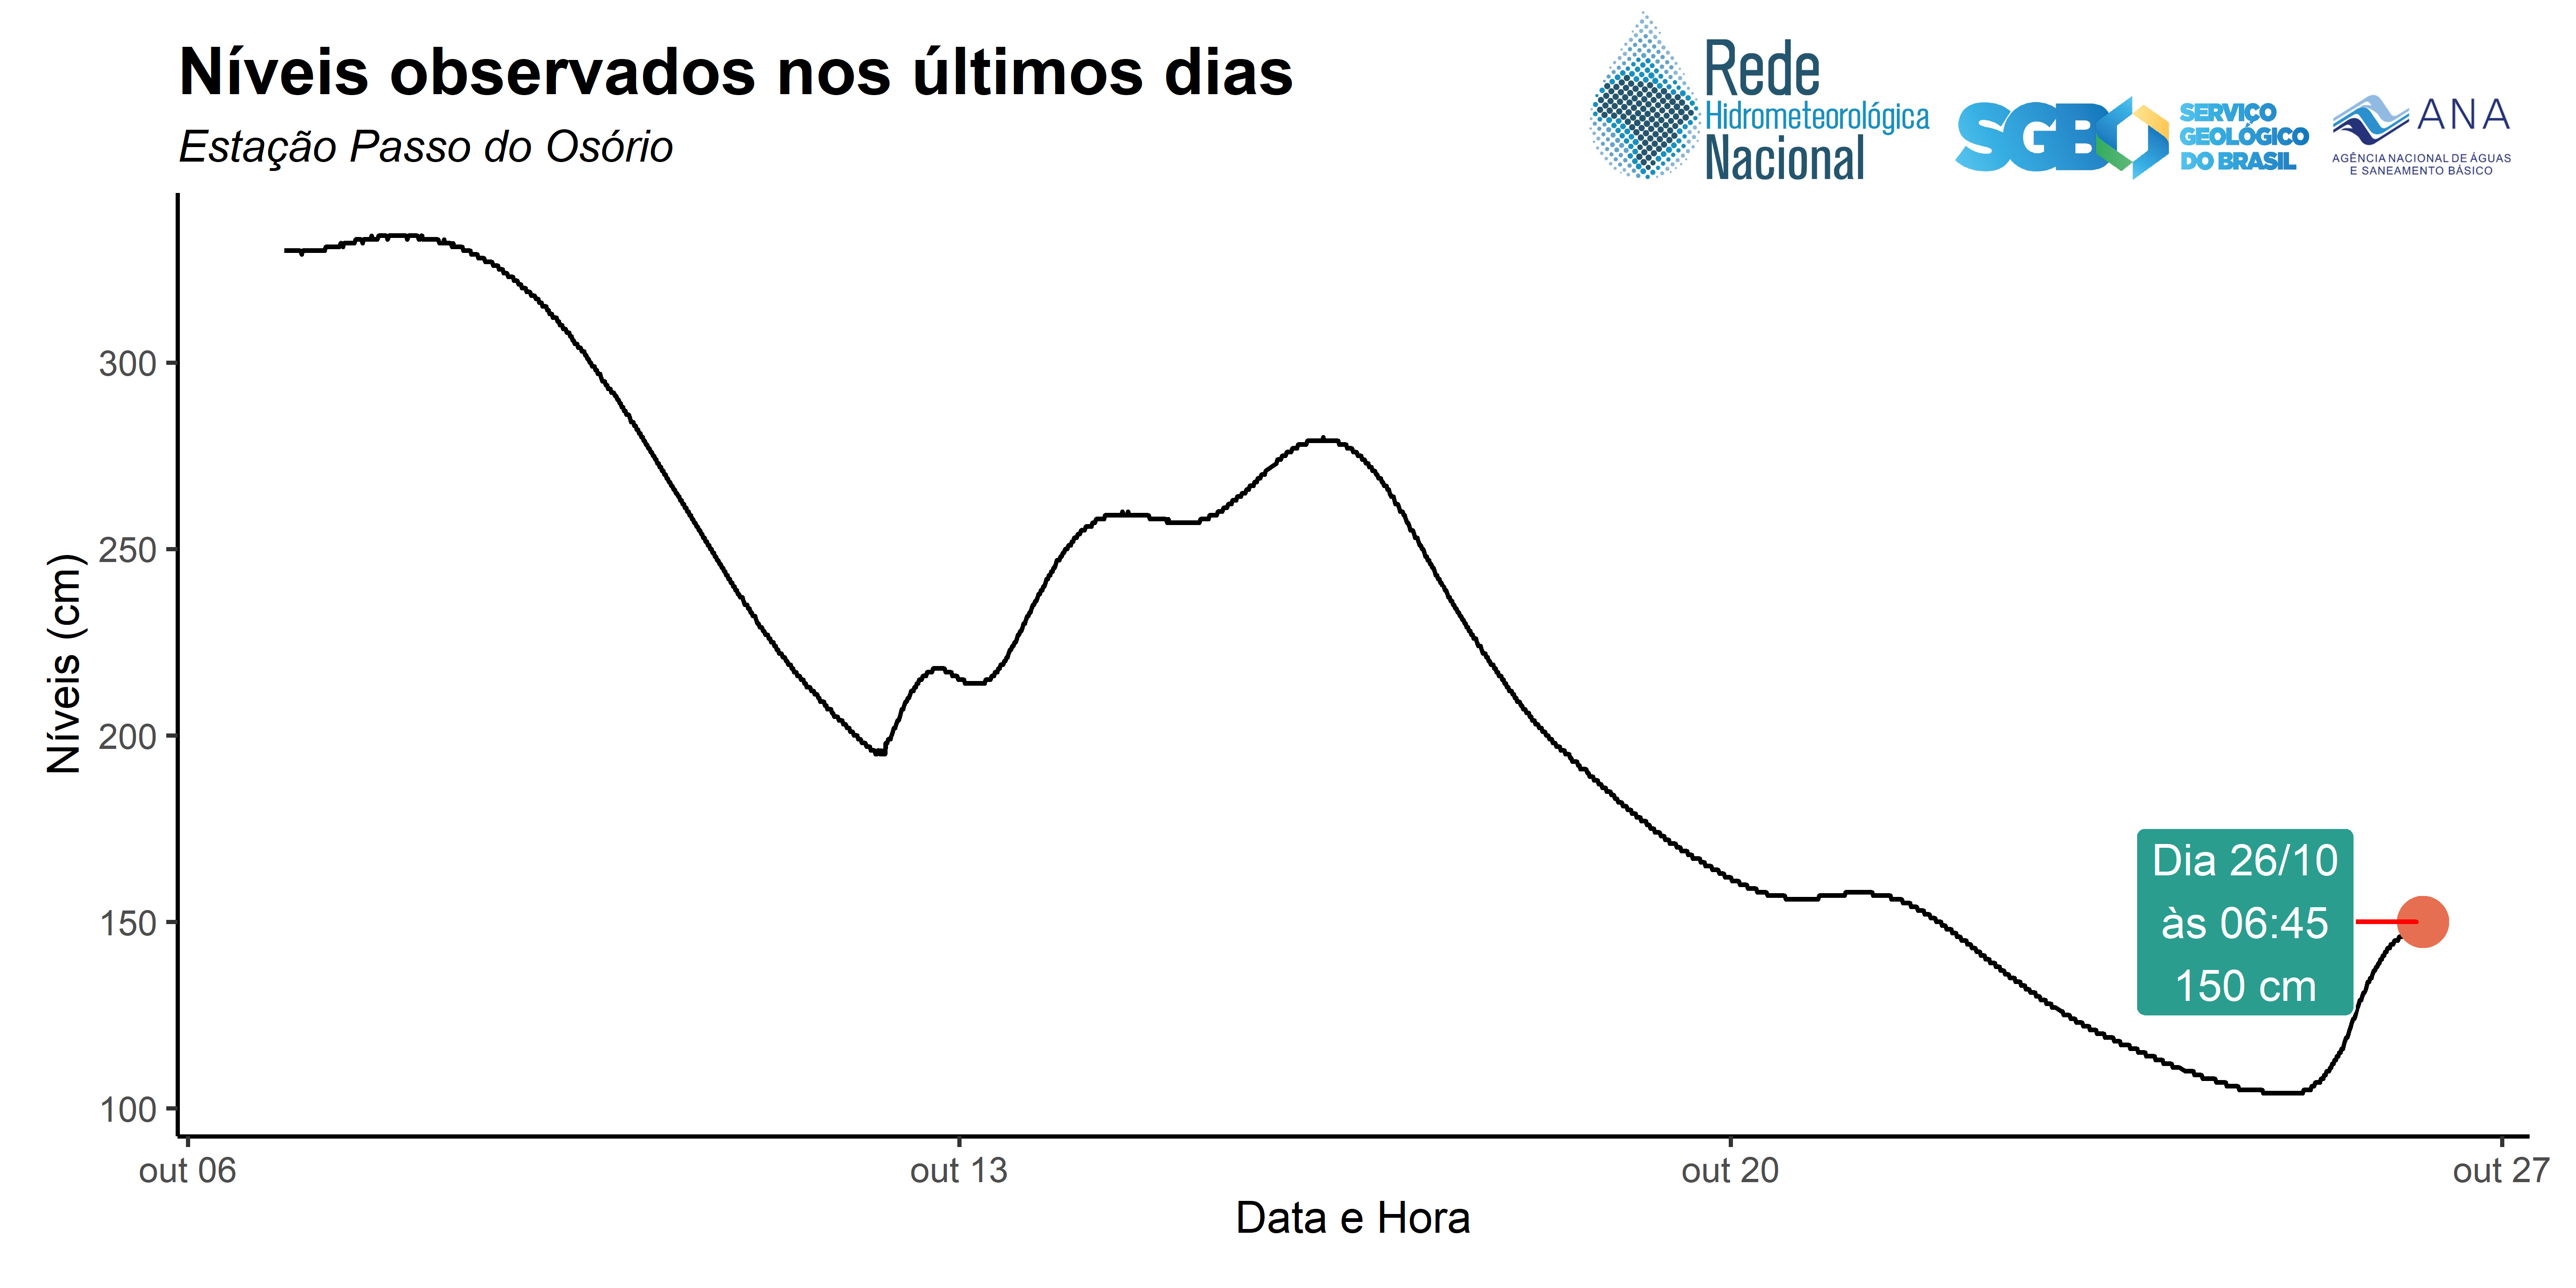 Níveis observados nos últimos dias
Estação Passo do Osório
Rede
Hidrometeorológica
Nacional
SGB
SERVIÇO
GEOLÓGICO
DO BRASIL
ANA
AGÊNCIA NACIONAL DE ÁGUAS
E SANEAMENTO BÁSICO
Níveis (cm)
300
250
200
150
100
Dia 26/10
às 06:45
150 cm
out 06
out 13
out 20
out 27
Data e Hora